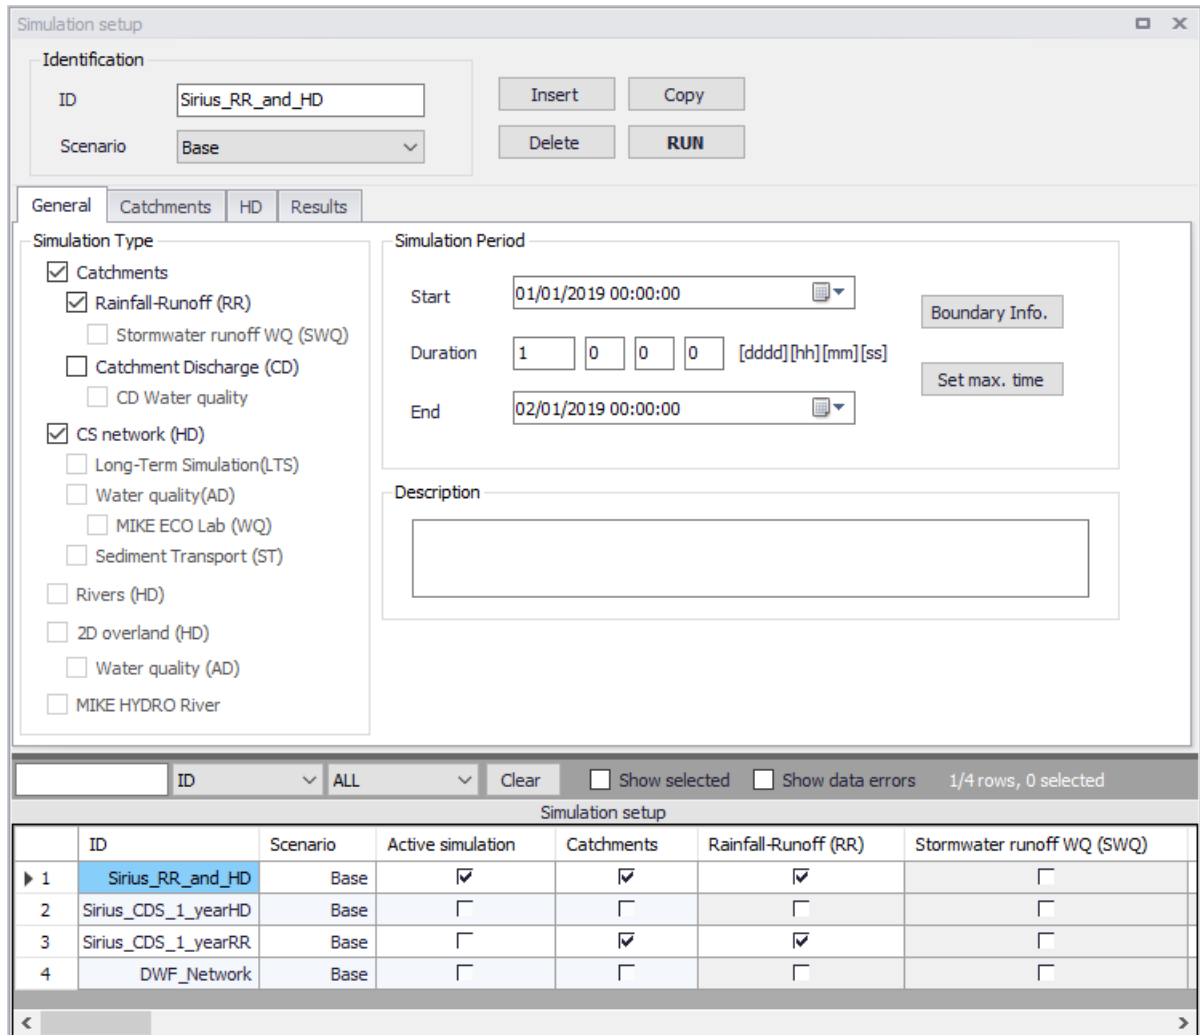 Simulation setup
Identification
ID Sirius_RR_and_HD Insert Copy
Scenario Base Delete RUN
General Catchments HD Results
Simulation Type
Catchments
Rainfall-Runoff (RR)
Stormwater runoff WQ (SWQ)
Catchment Discharge (CD)
CD Water quality
CS network (HD)
Long-Term Simulation(LTS)
Water quality(AD)
MIKE ECO Lab (WQ)
Sediment Transport (ST)
Rivers (HD)
2D overland (HD)
Water quality (AD)
MIKE HYDRO River
Simulation Period
Start 01/01/2019 00:00:00
Duration 1 0 0 0 [dddd][hh][mm][ss]
End 02/01/2019 00:00:00
Boundary Info.
Set max. time
Description
ID ALL Clear Show selected Show data errors 1/4 rows, 0 selected
Simulation setup
ID Scenario Active simulation Catchments Rainfall-Runoff (RR) Stormwater runoff WQ (SWQ)
1 Sirius_RR_and_HD Base
2 Sirius_CDS_1_yearHD Base
3 Sirius_CDS_1_yearRR Base
4 DWF_Network Base